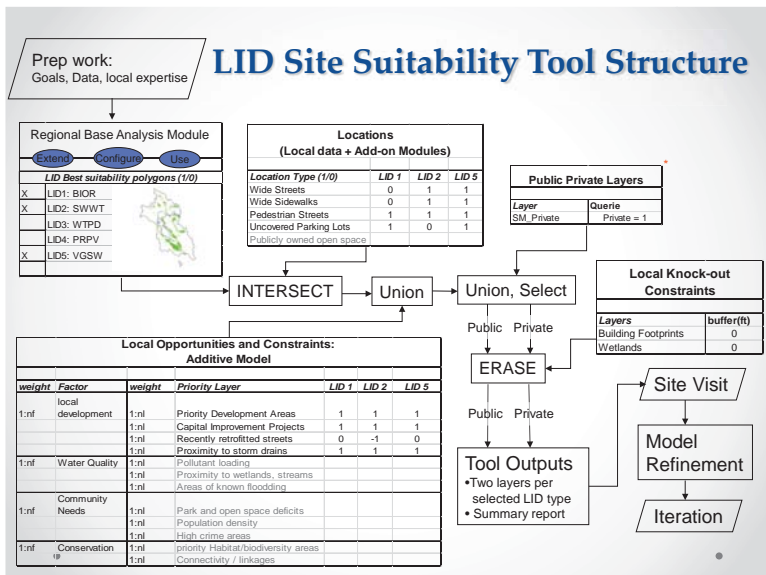 LID Site Suitability Tool Structure
Prep work:
Goals, Data, local expertise
Regional Base Analysis Module
Extend Configure Use
LID Best suitability polygons (1/0)
X LID1: BIOR
X LID2: SWWT
LID3: WTPD
LID4: PRPV
X LID5: VGSW
Locations
(Local data + Add-on Modules)
Location Type (1/0) LID 1 LID 2 LID 5
Wide Streets 0 1 1
Wide Sidewalks 0 1 1
Pedestrian Streets 1 1 1
Uncovered Parking Lots 1 0 1
Publicly owned open space
*
Public Private Layers
Layer Querie
SM_Private Private = 1
INTERSECT
Union
Union, Select
Local Knock-out
Constraints
Layers buffer(ft)
Building Footprints 0
Wetlands 0
Public Private
ERASE
Public Private
Local Opportunities and Constraints:
Additive Model
weight Factor weight Priority Layer LID 1 LID 2 LID 5
local
1:nf development 1:nl Priority Development Areas 1 1 1
1:nl Capital Improvement Projects 1 1 1
1:nl Recently retrofitted streets 0 -1 0
1:nl Proximity to storm drains 1 1 1
1:nf Water Quality 1:nl Pollutant loading
1:nl Proximity to wetlands, streams
1:nl Areas of known floodding
Community
1:nf Needs 1:nl Park and open space deficits
1:nl Population density
1:nl High crime areas
1:nf Conservation 1:nl priority Habitat/biodiversity areas
1:nl Connectivity / linkages
Tool Outputs
•Two layers per
selected LID type
• Summary report
Site Visit
Model
Refinement
Iteration